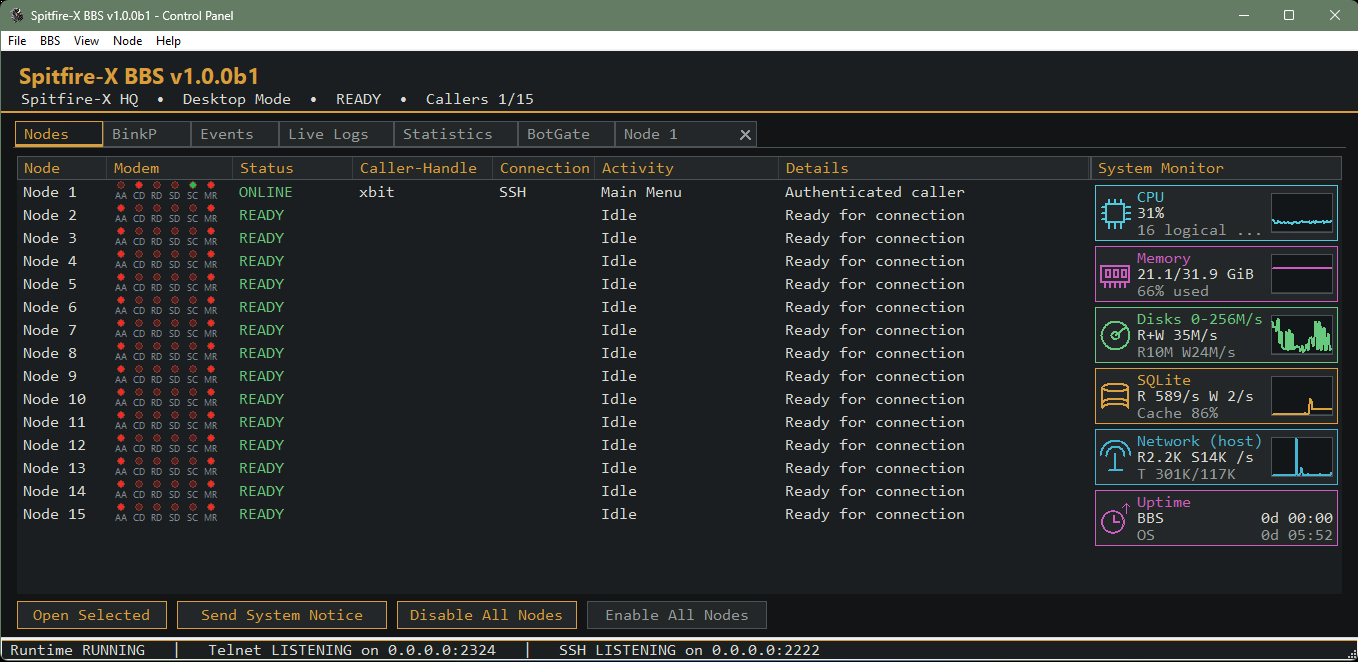 Spitfire-X BBS v1.0.0b1 - Control Panel
File BBS View Node Help
Spitfire-X BBS v1.0.0b1
Spitfire-X HQ • Desktop Mode • READY • Callers 1/15
Nodes BinkP Events Live Logs Statistics BotGate Node 1 ×
Node Modem Status Caller-Handle Connection Activity Details
Node 1 AA CD RD SD SC MR ONLINE xbit SSH Main Menu Authenticated caller
Node 2 AA CD RD SD SC MR READY Idle Ready for connection
Node 3 AA CD RD SD SC MR READY Idle Ready for connection
Node 4 AA CD RD SD SC MR READY Idle Ready for connection
Node 5 AA CD RD SD SC MR READY Idle Ready for connection
Node 6 AA CD RD SD SC MR READY Idle Ready for connection
Node 7 AA CD RD SD SC MR READY Idle Ready for connection
Node 8 AA CD RD SD SC MR READY Idle Ready for connection
Node 9 AA CD RD SD SC MR READY Idle Ready for connection
Node 10 AA CD RD SD SC MR READY Idle Ready for connection
Node 11 AA CD RD SD SC MR READY Idle Ready for connection
Node 12 AA CD RD SD SC MR READY Idle Ready for connection
Node 13 AA CD RD SD SC MR READY Idle Ready for connection
Node 14 AA CD RD SD SC MR READY Idle Ready for connection
Node 15 AA CD RD SD SC MR READY Idle Ready for connection
System Monitor
CPU
31%
16 logical ...
Memory
21.1/31.9 GiB
66% used
Disks 0-256M/s
R+W 35M/s
R10M W24M/s
SQLite
R 589/s W 2/s
Cache 86%
Network (host)
R2.2K S14K /s
T 301K/117K
Uptime
BBS 0d 00:00
OS 0d 05:52
Open Selected Send System Notice Disable All Nodes Enable All Nodes
Runtime RUNNING | Telnet LISTENING on 0.0.0.0:2324 | SSH LISTENING on 0.0.0.0:2222